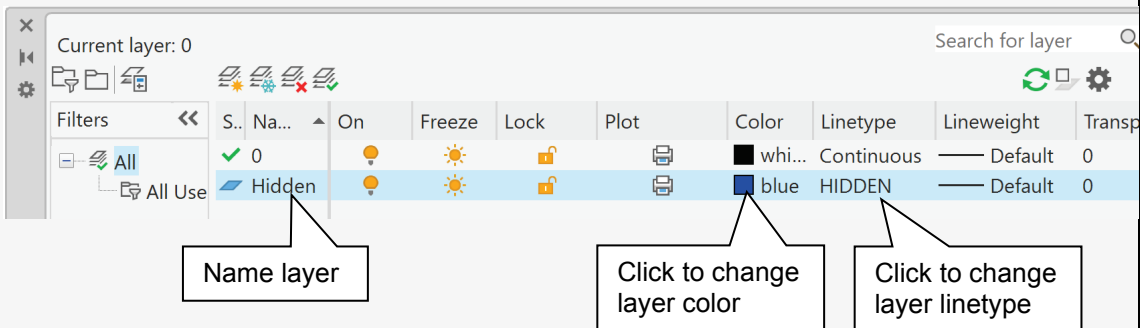 Current layer: 0
Search for layer
Filters
S.. Na... On Freeze Lock Plot Color Linetype Lineweight Transp
All
0 whi... Continuous Default 0
All Use
Hidden blue HIDDEN Default 0
Name layer
Click to change
layer color
Click to change
layer linetype